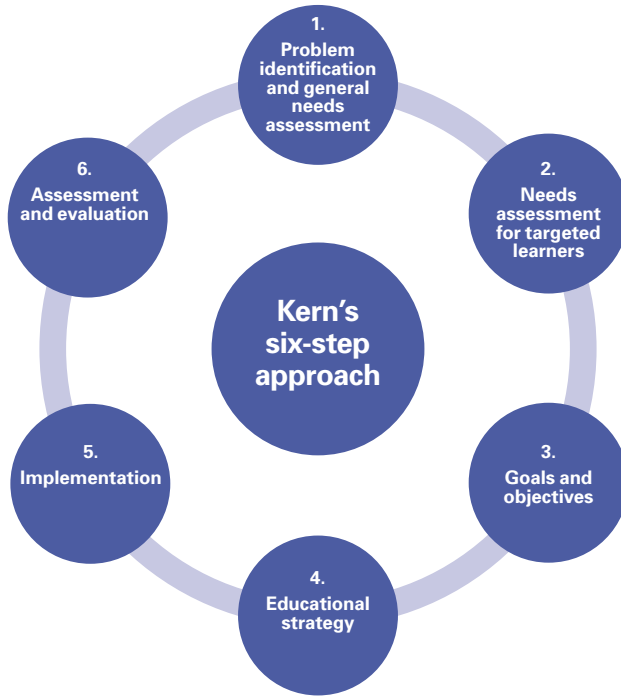 1.
Problem
identification
and general
needs
assessment
2.
Needs
assessment
for targeted
learners
3.
Goals and
objectives
4.
Educational
strategy
5.
Implementation
6.
Assessment
and evaluation
Kern's
six-step
approach